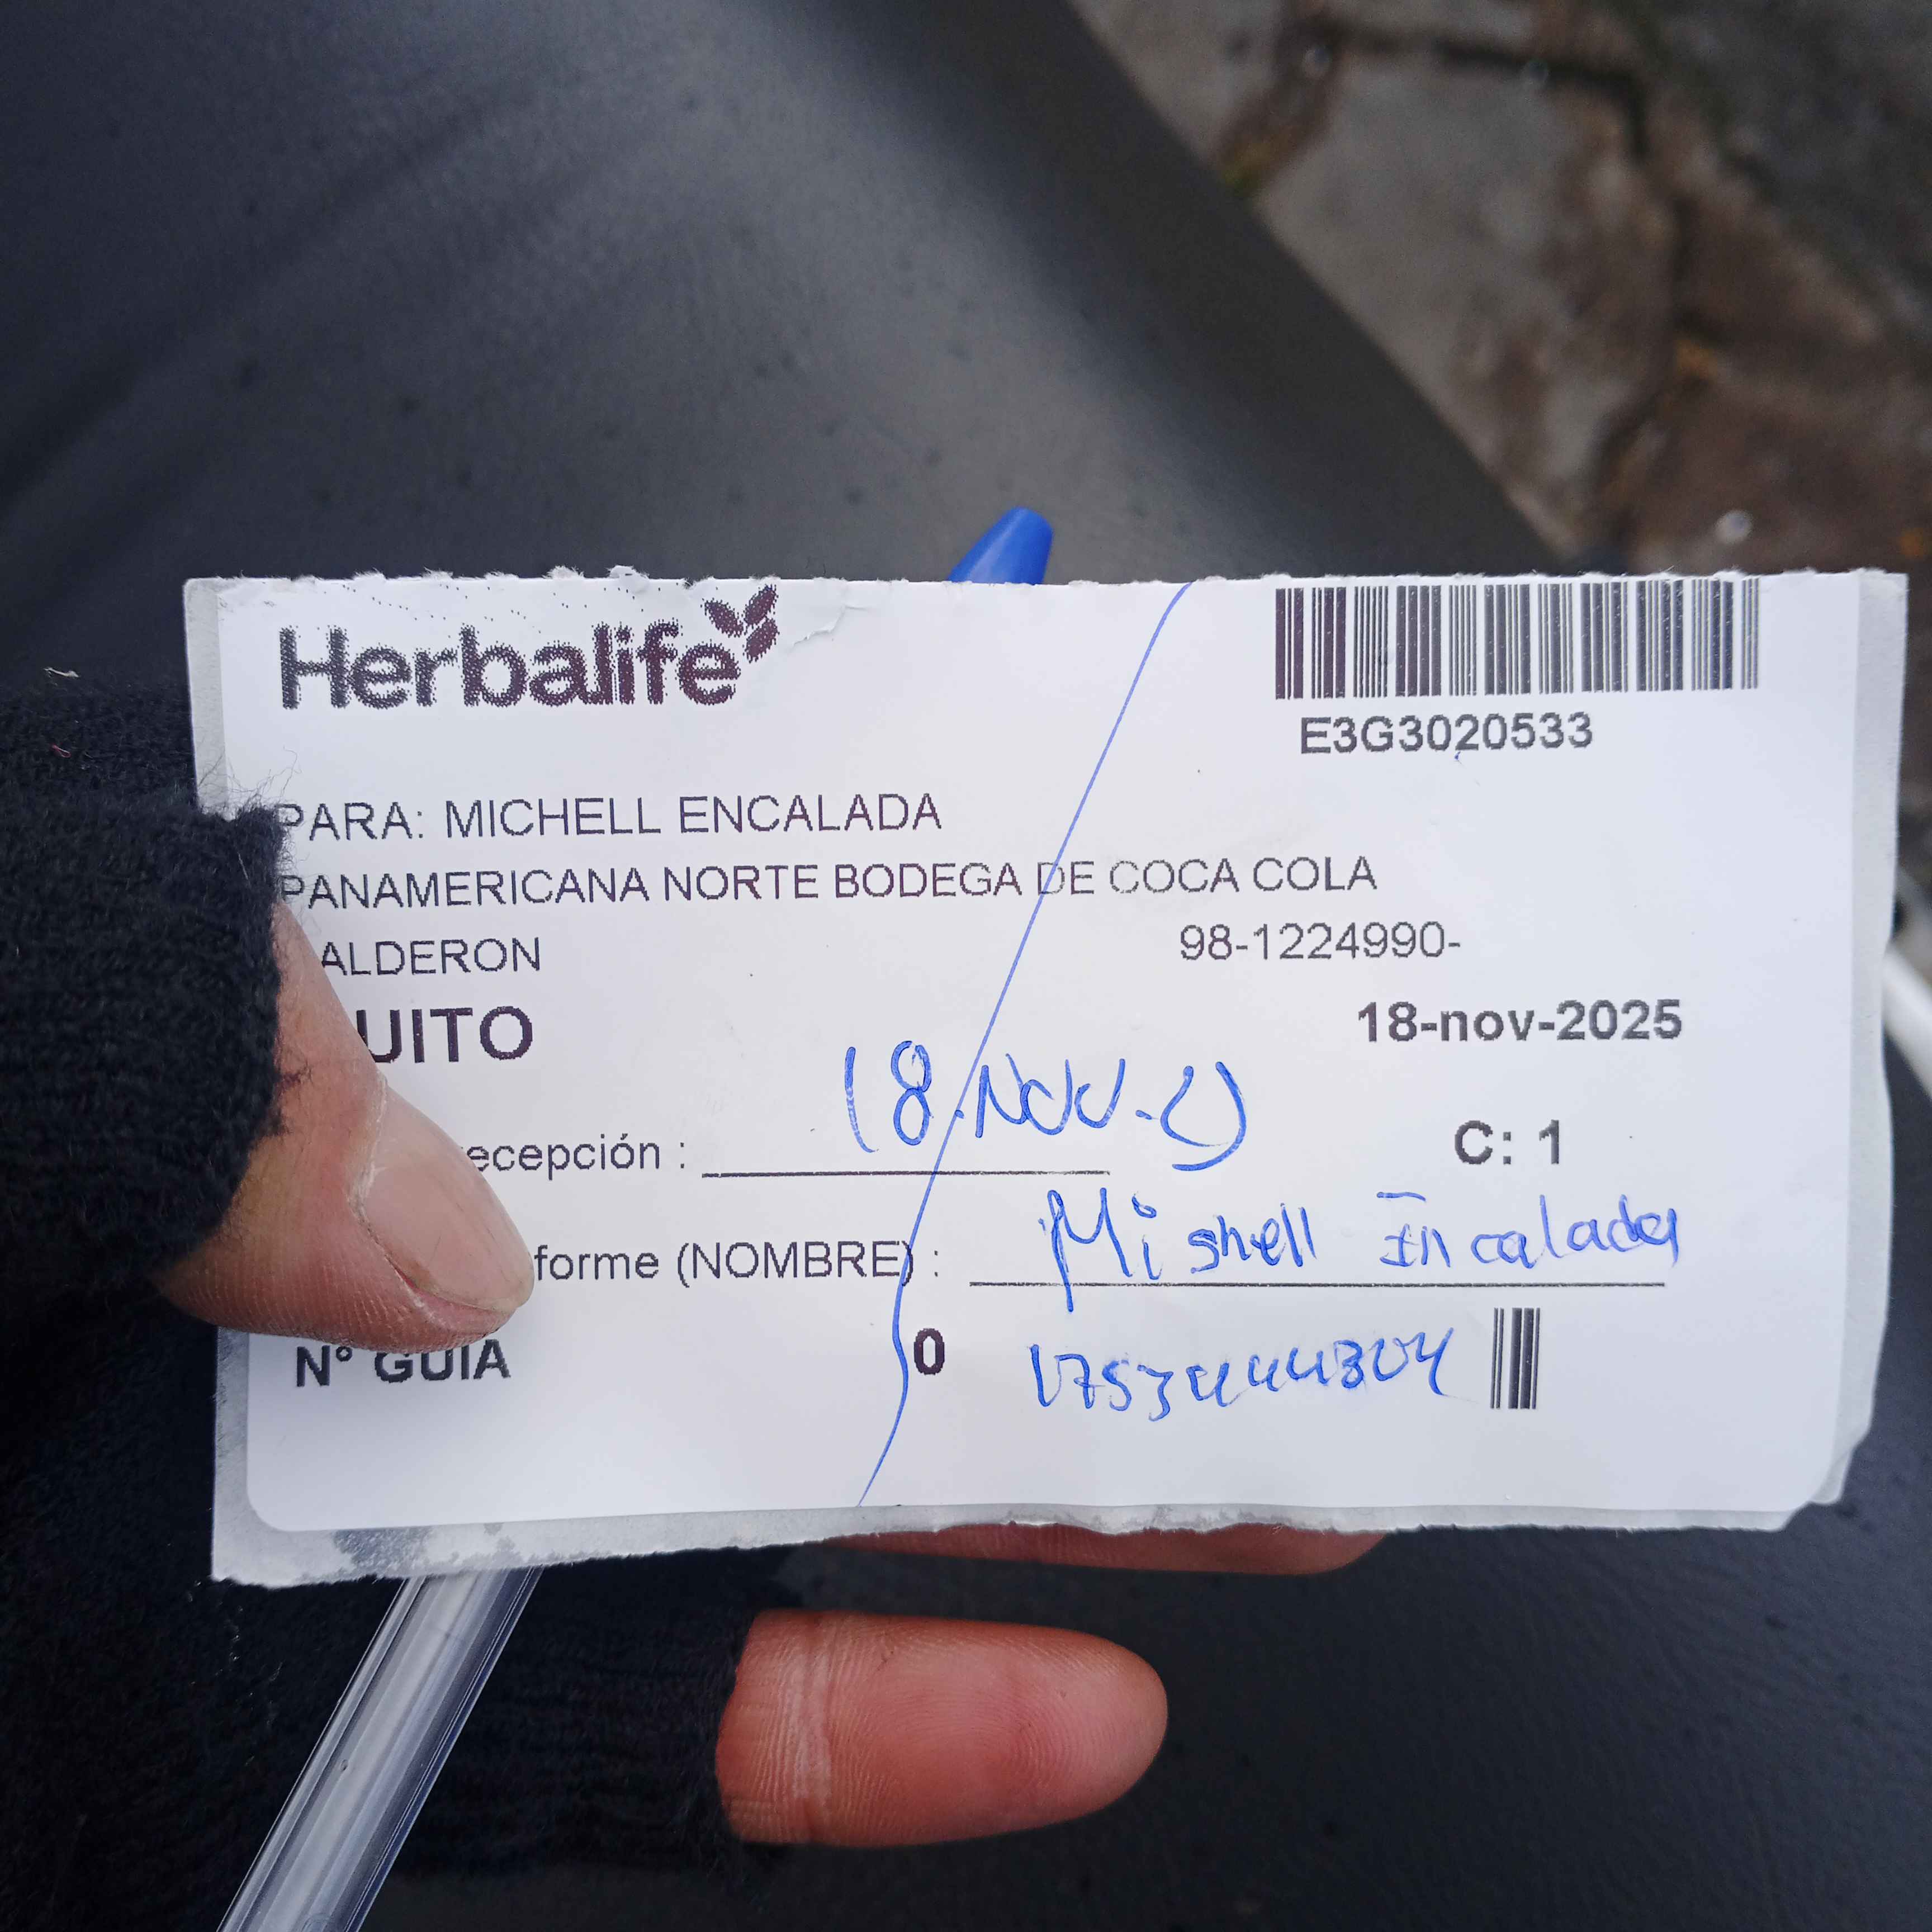 Herbalife
E3G3020533
PARA: MICHELL ENCALADA
PANAMERICANA NORTE BODEGA DE COCA COLA
ALDERON 98-1224990-
UITO 18-nov-2025
18-NOV-
ecepción : C: 1
forme (NOMBRE) : Mishell Encalada
N° GUIA 0